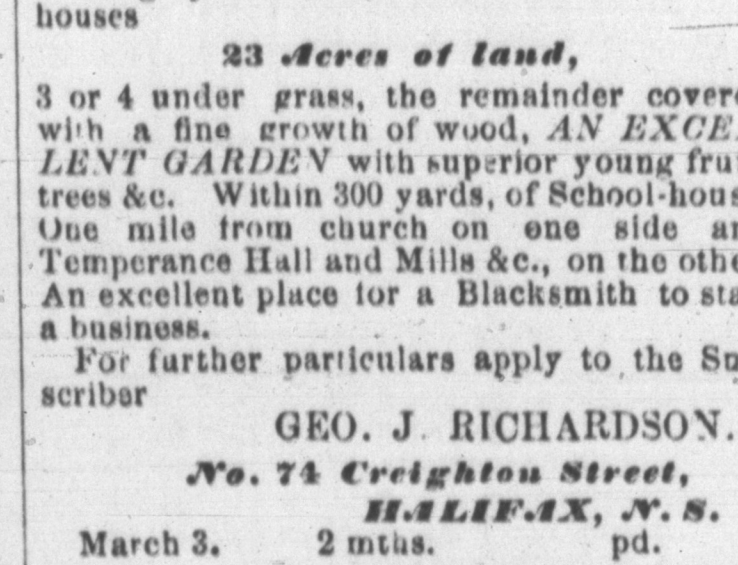 houses
23 Acres of land,
3 or 4 under grass, the remainder cover
with a fine growth of wood, AN EXCE
LENT GARDEN with superior young fru
trees &c. Within 300 yards, of School-hous
One mile from church on one side an
Temperance Hall and Mills &c., on the othe
An excellent place for a Blacksmith to sta
a business.
For further particulars apply to the Su
scriber
GEO. J. RICHARDSON.
No. 74 Creighton Street,
HALIFAX, N. S.
March 3. 2 mths. pd.